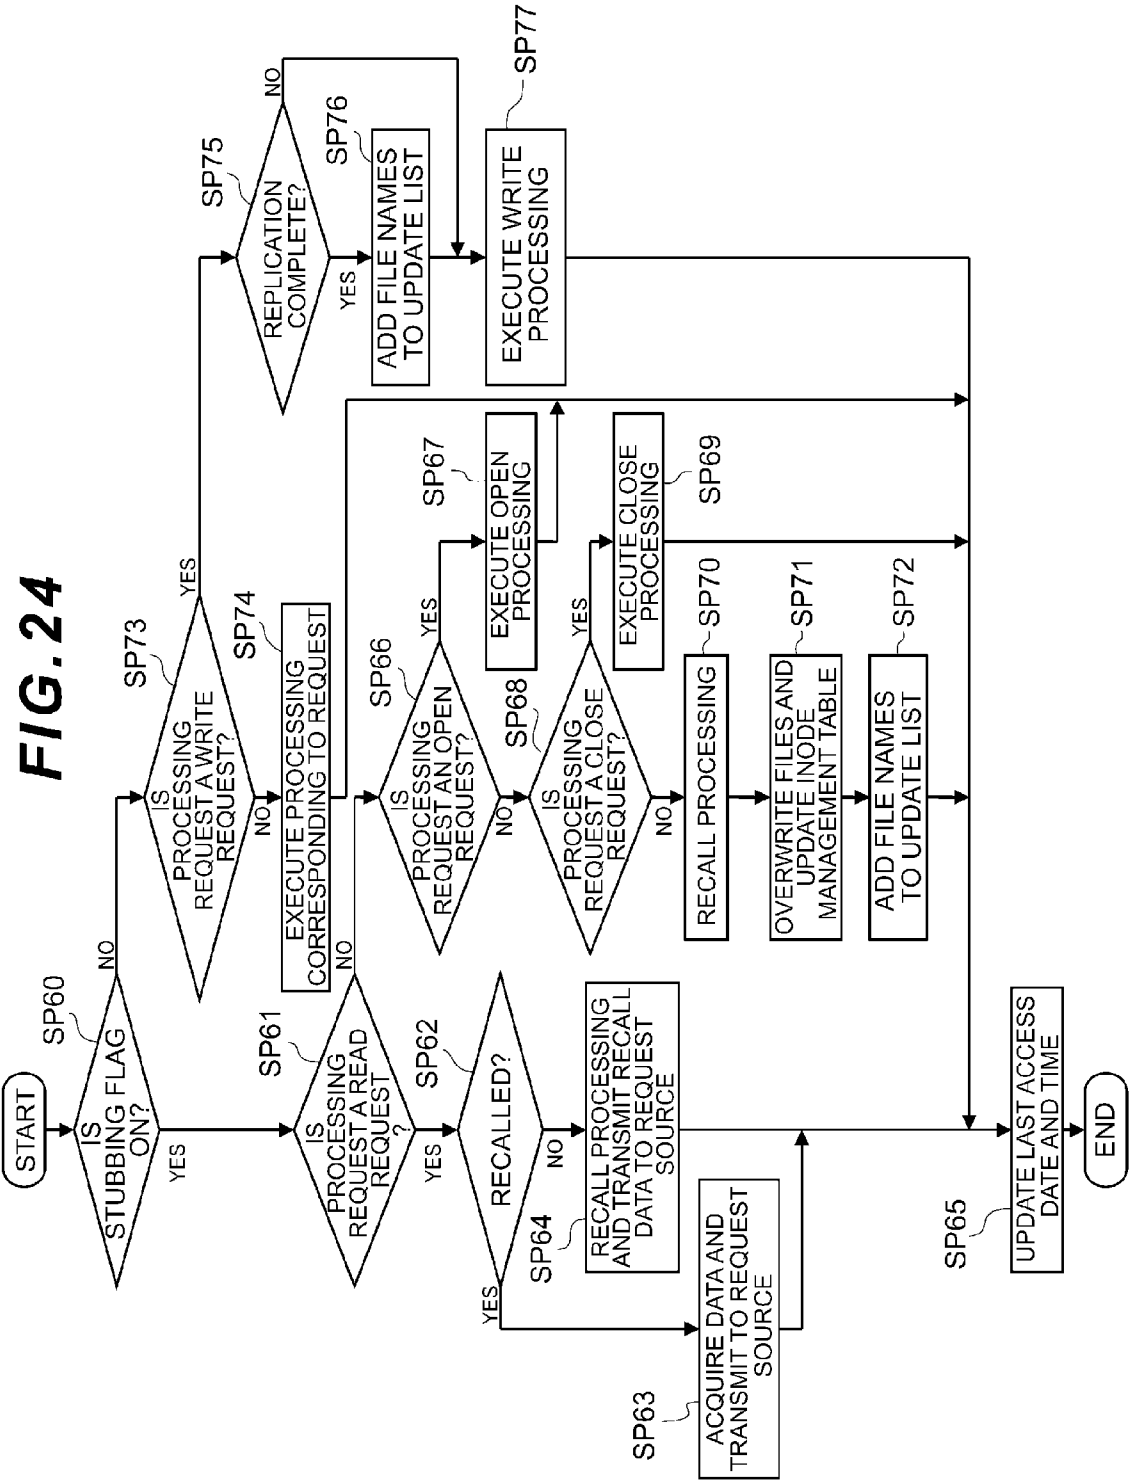 FIG.24
START
SP60
IS
STUBBING FLAG
ON?
NO
YES
SP73
IS
PROCESSING
REQUEST A WRITE
REQUEST?
YES
NO
SP75
REPLICATION
COMPLETE?
NO
YES
SP76
ADD FILE NAMES
TO UPDATE LIST
SP77
EXECUTE WRITE
PROCESSING
SP74
EXECUTE PROCESSING
CORRESPONDING TO REQUEST
SP61
IS
PROCESSING
REQUEST A READ
REQUEST
?
NO
YES
SP66
IS
PROCESSING
REQUEST AN OPEN
REQUEST?
YES
NO
SP67
EXECUTE OPEN
PROCESSING
SP68
IS
PROCESSING
REQUEST A CLOSE
REQUEST?
YES
NO
SP69
EXECUTE CLOSE
PROCESSING
SP70
RECALL PROCESSING
SP71
OVERWRITE FILES AND
UPDATE INODE
MANAGEMENT TABLE
SP72
ADD FILE NAMES
TO UPDATE LIST
SP62
RECALLED?
YES
NO
SP64
RECALL PROCESSING
AND TRANSMIT RECALL
DATA TO REQUEST
SOURCE
SP63
ACQUIRE DATA AND
TRANSMIT TO REQUEST
SOURCE
SP65
UPDATE LAST ACCESS
DATE AND TIME
END